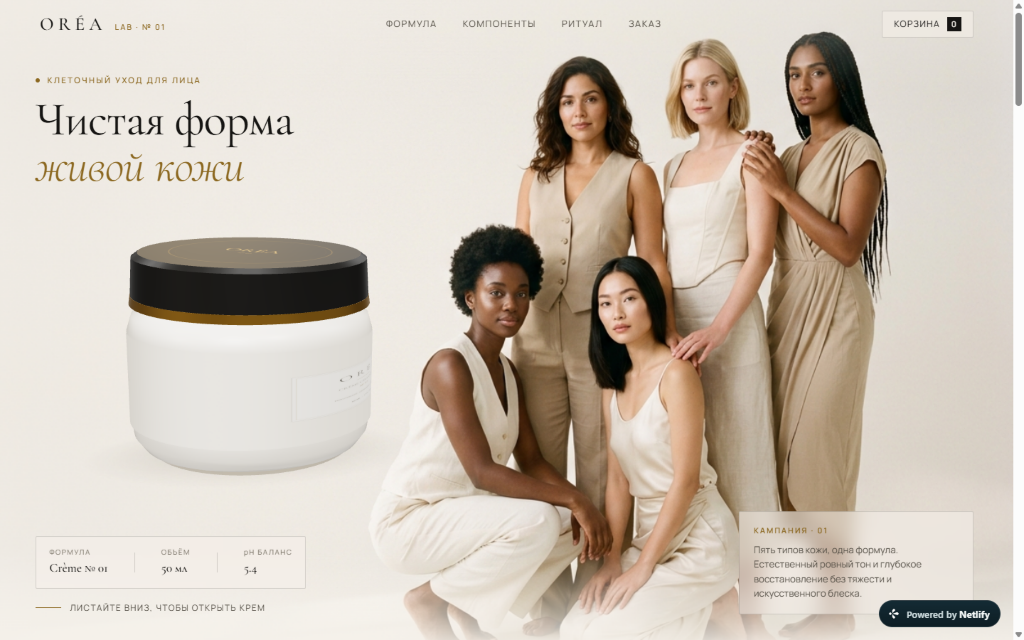 ORÉA LAB · № 01
ФОРМУЛА КОМПОНЕНТЫ РИТУАЛ ЗАКАЗ
КОРЗИНА 0
КЛЕТОЧНЫЙ УХОД ДЛЯ ЛИЦА
Чистая форма
живой кожи
ORÉA
ФОРМУЛА ОБЪЁМ pH БАЛАНС
Crème № 01 50 мл 5.4
ЛИСТАЙТЕ ВНИЗ, ЧТОБЫ ОТКРЫТЬ КРЕМ
КАМПАНИЯ · 01
Пять типов кожи, одна формула.
Естественный ровный тон и глубокое
восстановление без тяжести и
искусственного блеска.
Powered by Netlify